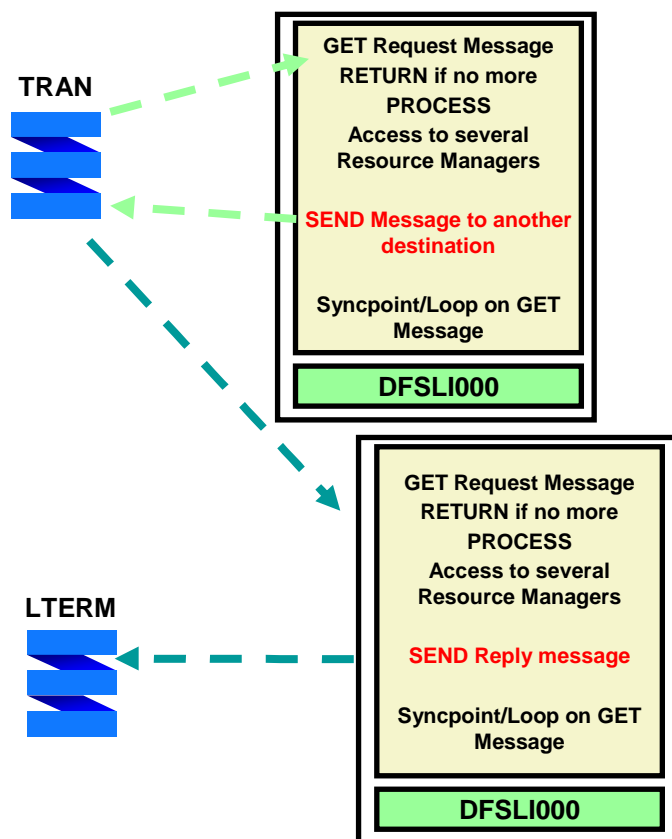 TRAN
GET Request Message
RETURN if no more
PROCESS
Access to several
Resource Managers
SEND Message to another
destination
Syncpoint/Loop on GET
Message
DFSLI000
LTERM
GET Request Message
RETURN if no more
PROCESS
Access to several
Resource Managers
SEND Reply message
Syncpoint/Loop on GET
Message
DFSLI000